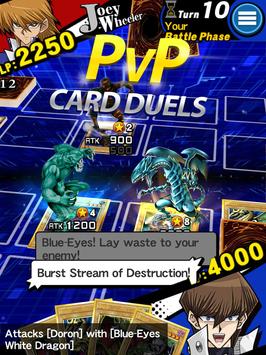 Joey
Wheeler
LP: 2250
Turn 10
Your
Battle Phase
12
PvP
CARD DUELS
2
ATK 900
500
4
ATK 1200
8
Blue-Eyes! Lay waste to your
enemy!
Burst Stream of Destruction!
: 4000
Attacks [Doron] with [Blue-Eyes
White Dragon]